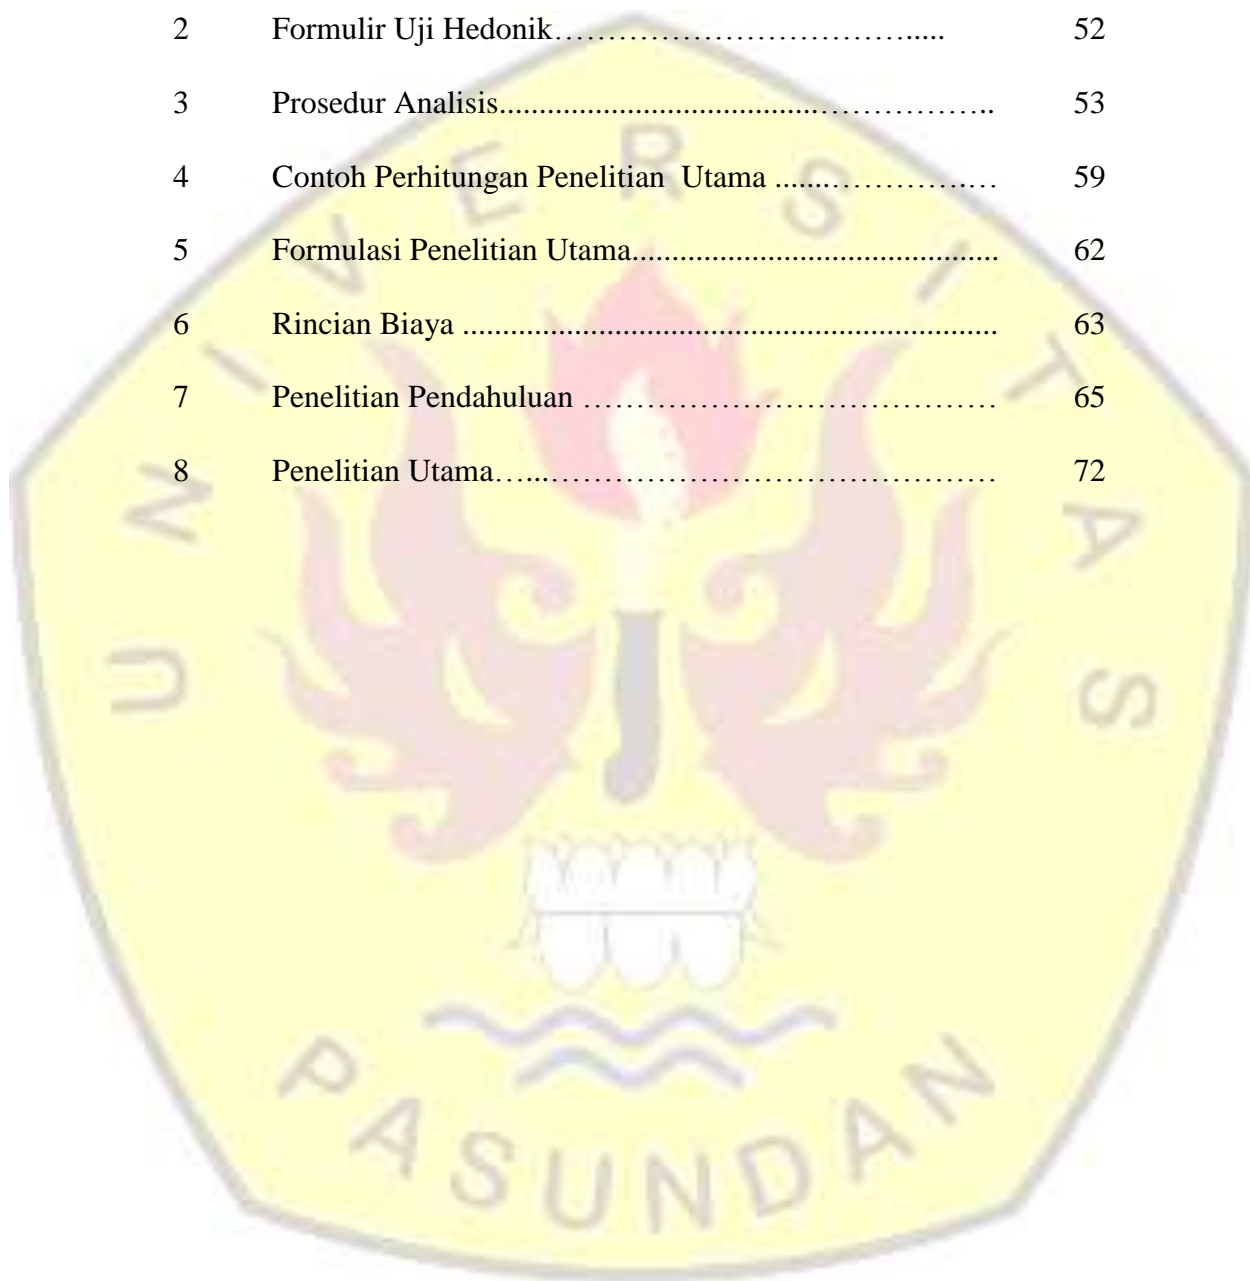 2 Formulir Uji Hedonik…………………………….... 52
3 Prosedur Analisis..................................…………….. 53
4 Contoh Perhitungan Penelitian  Utama .......………….… 59
5 Formulasi Penelitian Utama....................................... 62
6 Rincian Biaya ......................................................... 63
7 Penelitian Pendahuluan ………………………………… 65
8 Penelitian Utama…...…………………………………… 72
UNIVERSITAS
PASUNDAN